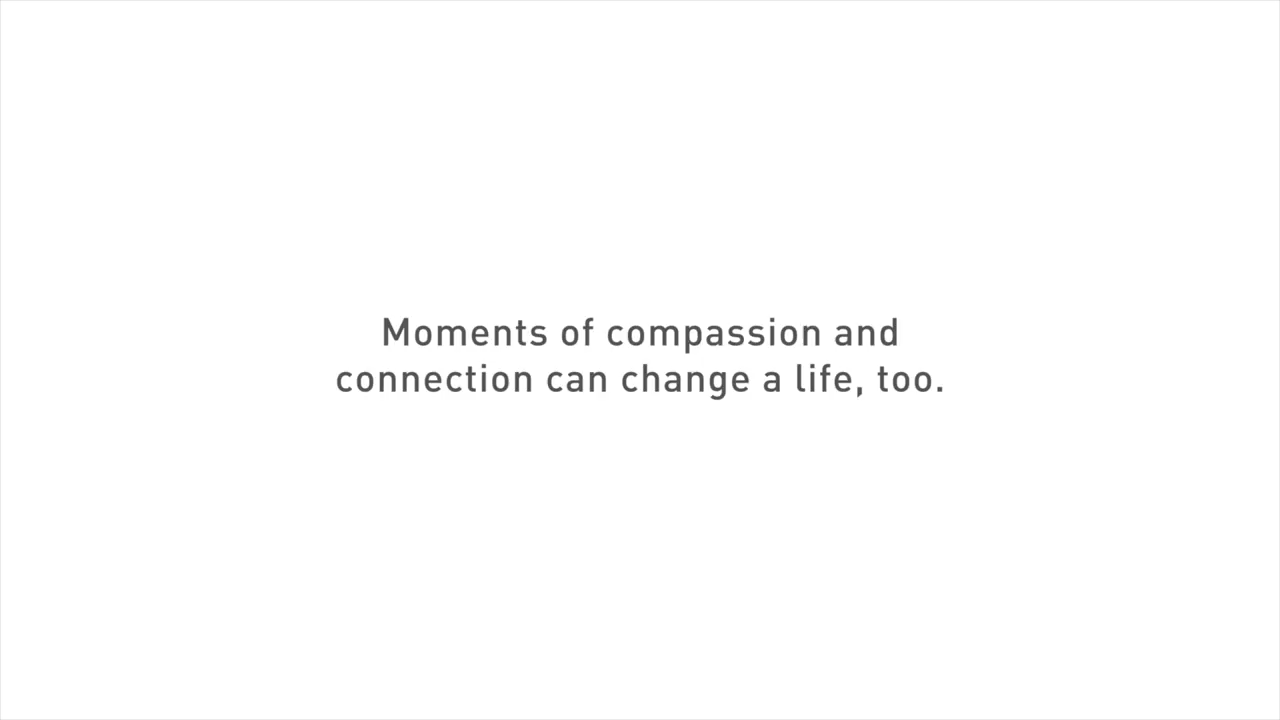 Moments of compassion and
connection can change a life, too.